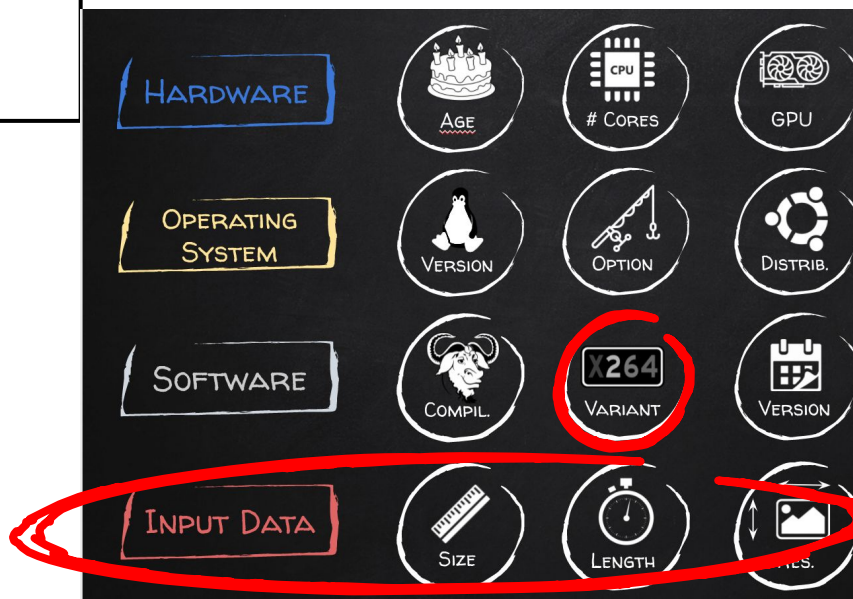 HARDWARE
CPU
AGE
# CORES
GPU
OPERATING
SYSTEM
VERSION
OPTION
DISTRIB.
SOFTWARE
X264
COMPIL.
VARIANT
VERSION
INPUT DATA
SIZE
LENGTH